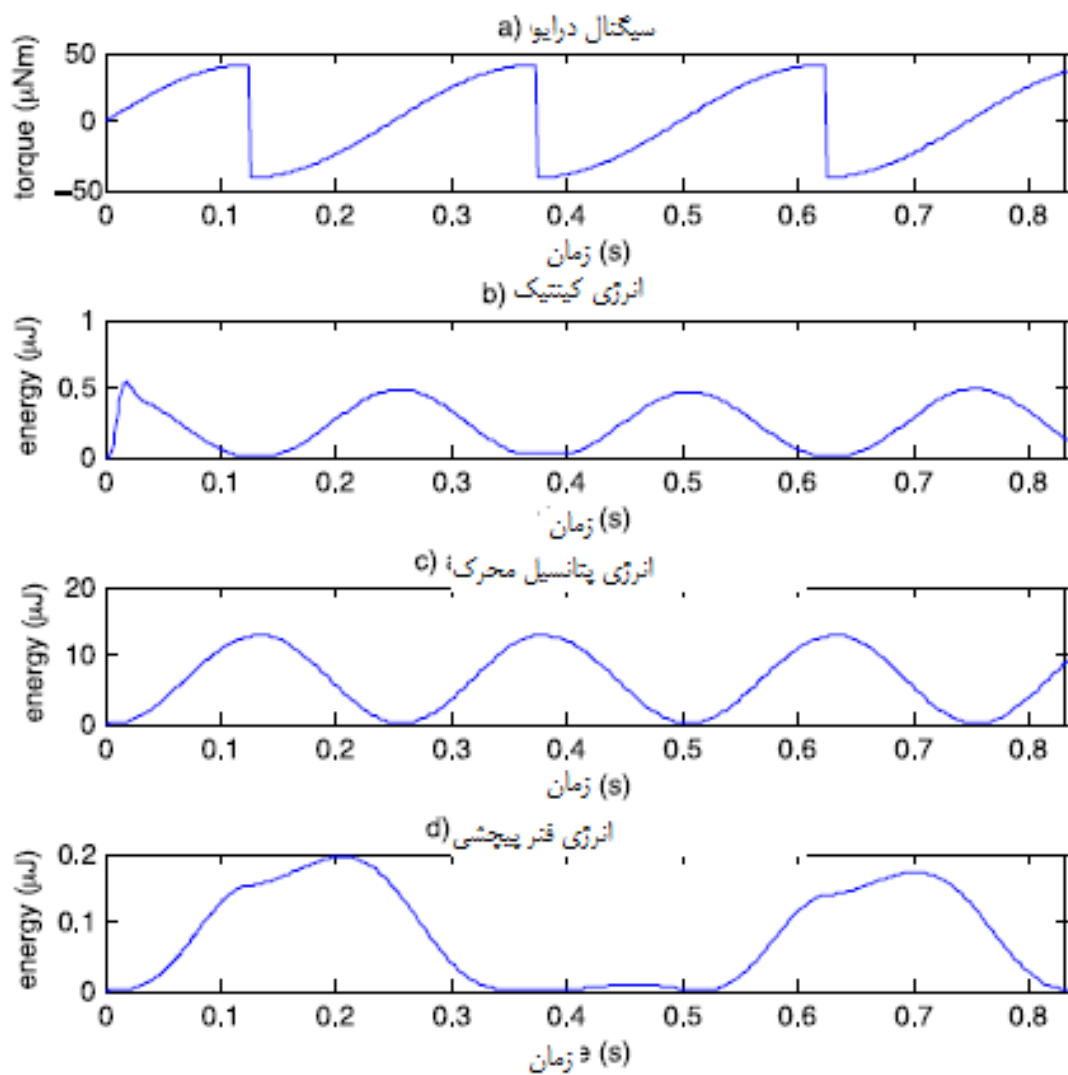 a) سیگنال درایو
torque (µNm)
50
0
−50
0 0.1 0.2 0.3 0.4 0.5 0.6 0.7 0.8
زمان (s)
b) انرژی کینتیک
energy (µJ)
1
0.5
0
0 0.1 0.2 0.3 0.4 0.5 0.6 0.7 0.8
زمان (s)
c) انرژی پتانسیل محرک
energy (µJ)
20
10
0
0 0.1 0.2 0.3 0.4 0.5 0.6 0.7 0.8
زمان (s)
d) انرژی فنر پیچشی
energy (µJ)
0.2
0.1
0
0 0.1 0.2 0.3 0.4 0.5 0.6 0.7 0.8
زمان e (s)